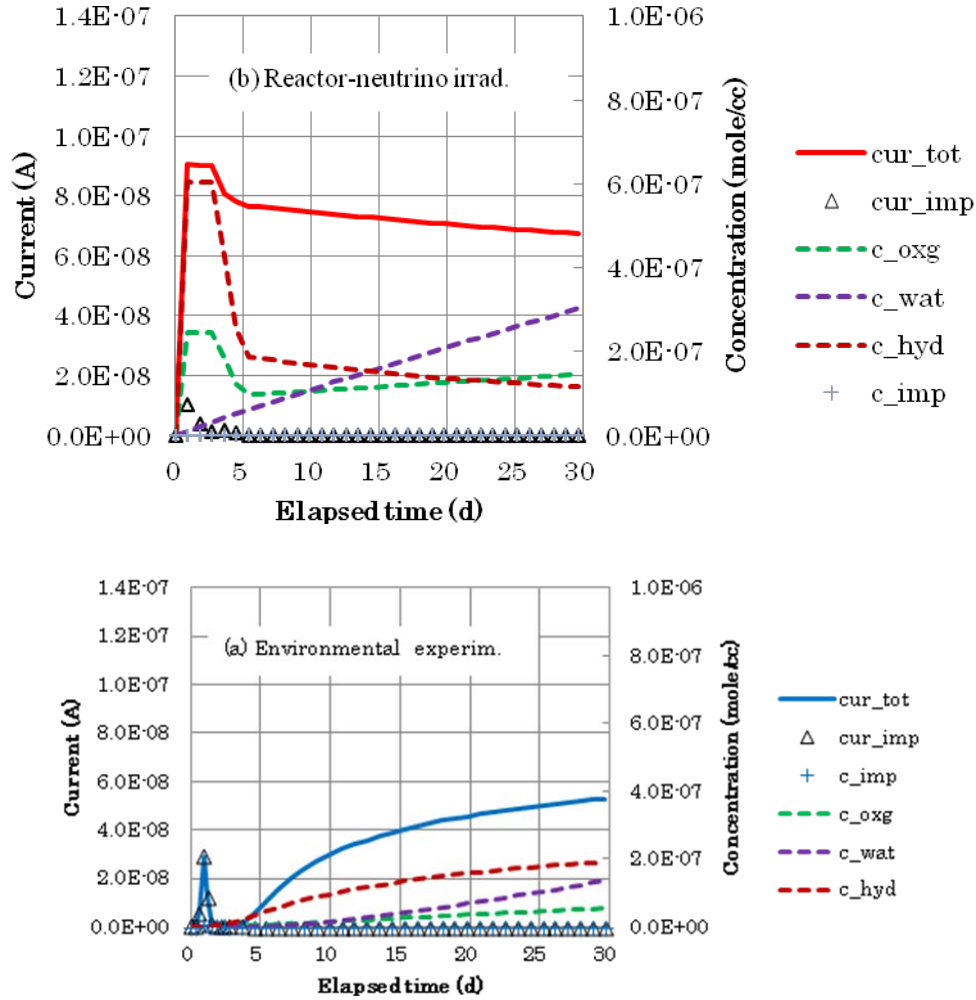 1.4E-07
1.2E-07
1.0E-07
8.0E-08
6.0E-08
4.0E-08
2.0E-08
0.0E+00
Current (A)
(b) Reactor-neutrino irrad.
1.0E-06
8.0E-07
6.0E-07
4.0E-07
2.0E-07
0.0E+00
Concentration (mole/cc)
0 5 10 15 20 25 30
Elapsed time (d)
cur_tot
cur_imp
c_oxg
c_wat
c_hyd
c_imp
1.4E-07
1.2E-07
1.0E-07
8.0E-08
6.0E-08
4.0E-08
2.0E-08
0.0E+00
Current (A)
(a) Environmental experim.
1.0E-06
8.0E-07
6.0E-07
4.0E-07
2.0E-07
0.0E+00
Concentration (mole/cc)
0 5 10 15 20 25 30
Elapsed time (d)
cur_tot
cur_imp
c_imp
c_oxg
c_wat
c_hyd